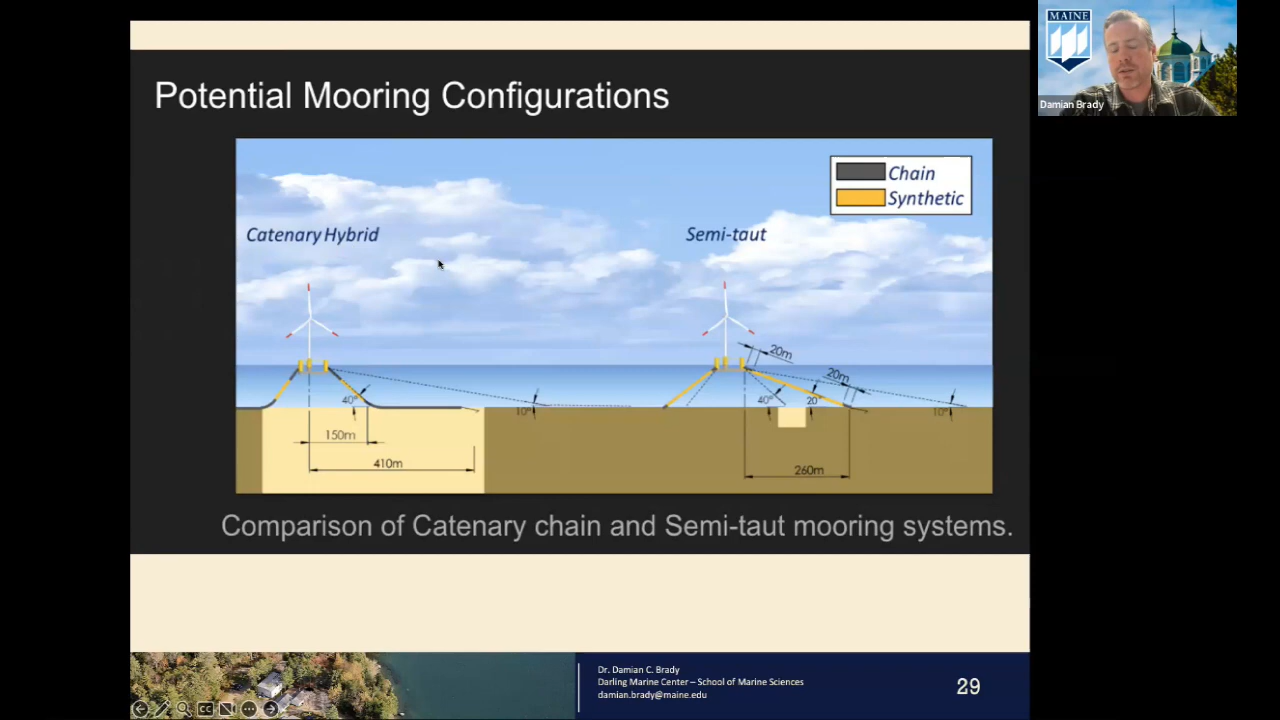 MAINE
Damian Brady
Potential Mooring Configurations
Chain
Synthetic
Catenary Hybrid
Semi-taut
20m
20m
40°
10°
40°
20°
10°
150m
410m
260m
Comparison of Catenary chain and Semi-taut mooring systems.
Dr. Damian C. Brady
Darling Marine Center – School of Marine Sciences
damian.brady@maine.edu
29
CC